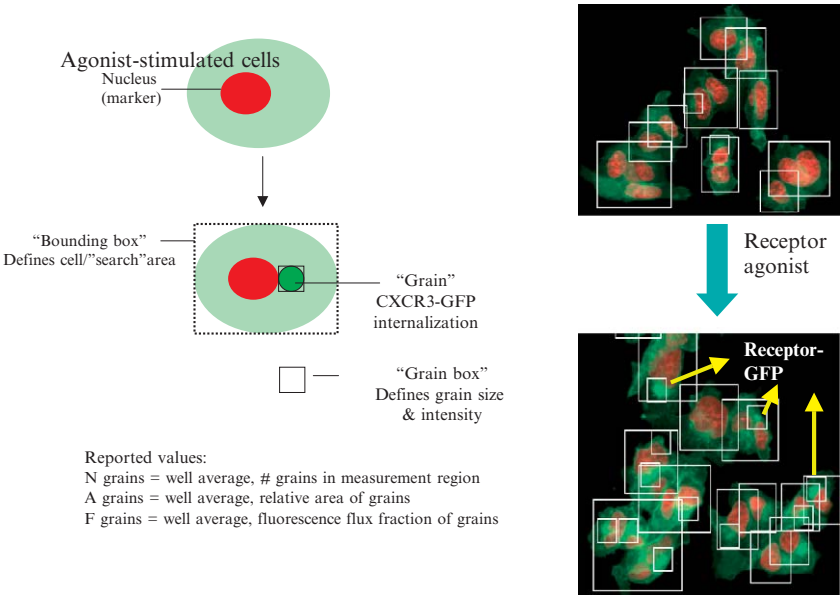 Agonist-stimulated cells
Nucleus
(marker)
“Bounding box”
Defines cell/”search”area
“Grain”
CXCR3-GFP
internalization
“Grain box”
Defines grain size
& intensity
Reported values:
N grains = well average, # grains in measurement region
A grains = well average, relative area of grains
F grains = well average, fluorescence flux fraction of grains
Receptor
agonist
Receptor-
GFP